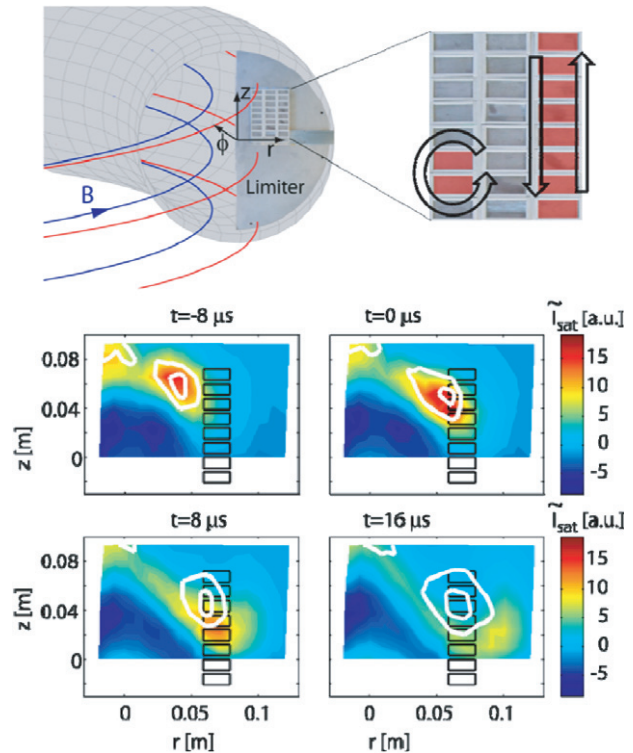 z
ϕ
r
B
Limiter
t=-8 μs
t=0 μs
Ĩsat [a.u.]
0.08
0.04
0
z [m]
15
10
5
0
-5
t=8 μs
t=16 μs
Ĩsat [a.u.]
0.08
0.04
0
z [m]
0
0.05
0.1
r [m]
0
0.05
0.1
r [m]
15
10
5
0
-5